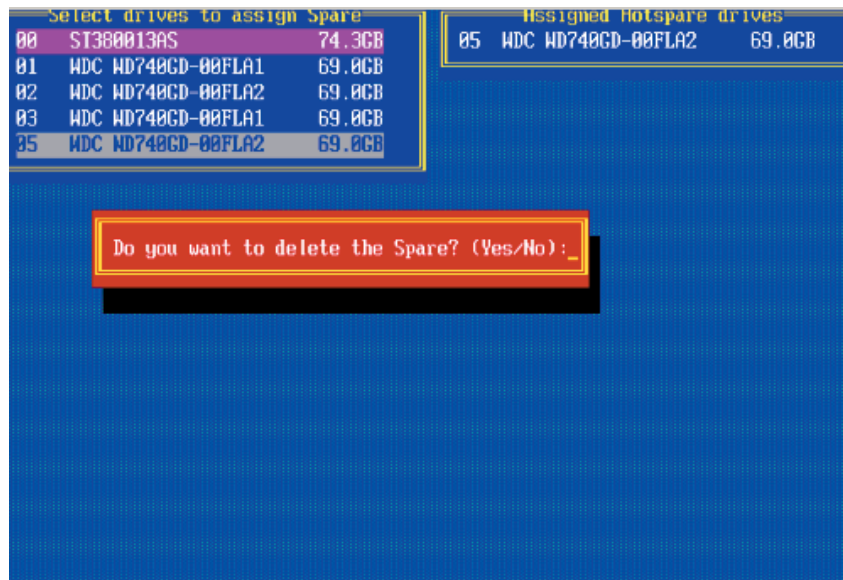 Select drives to assign Spare
00 ST380013AS 74.3GB
01 WDC WD740GD-00FLA1 69.0GB
02 WDC WD740GD-00FLA2 69.0GB
03 WDC WD740GD-00FLA1 69.0GB
05 WDC WD740GD-00FLA2 69.0GB
Assigned Hotspare drives
05 WDC WD740GD-00FLA2 69.0GB
Do you want to delete the Spare? (Yes/No):_